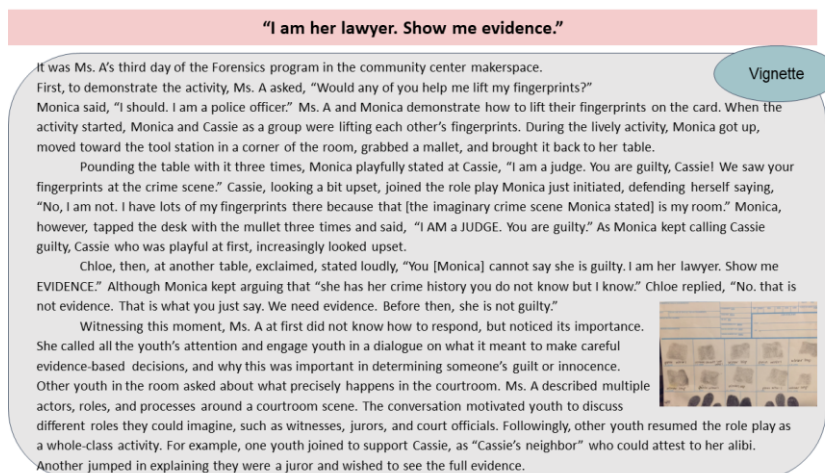 “I am her lawyer. Show me evidence.”
Vignette
It was Ms. A’s third day of the Forensics program in the community center makerspace.
First, to demonstrate the activity, Ms. A asked, “Would any of you help me lift my fingerprints?”
Monica said, “I should. I am a police officer.” Ms. A and Monica demonstrate how to lift their fingerprints on the card. When the
activity started, Monica and Cassie as a group were lifting each other’s fingerprints. During the lively activity, Monica got up,
moved toward the tool station in a corner of the room, grabbed a mallet, and brought it back to her table.
Pounding the table with it three times, Monica playfully stated at Cassie, “I am a judge. You are guilty, Cassie! We saw your
fingerprints at the crime scene.” Cassie, looking a bit upset, joined the role play Monica just initiated, defending herself saying,
“No, I am not. I have lots of my fingerprints there because that [the imaginary crime scene Monica stated] is my room.” Monica,
however, tapped the desk with the mullet three times and said, “I AM a JUDGE. You are guilty.” As Monica kept calling Cassie
guilty, Cassie who was playful at first, increasingly looked upset.
Chloe, then, at another table, exclaimed, stated loudly, “You [Monica] cannot say she is guilty. I am her lawyer. Show me
EVIDENCE.” Although Monica kept arguing that “she has her crime history you do not know but I know.” Chloe replied, “No. that is
not evidence. That is what you just say. We need evidence. Before then, she is not guilty.”
Witnessing this moment, Ms. A at first did not know how to respond, but noticed its importance.
She called all the youth’s attention and engage youth in a dialogue on what it meant to make careful
evidence-based decisions, and why this was important in determining someone’s guilt or innocence.
Other youth in the room asked about what precisely happens in the courtroom. Ms. A described multiple
actors, roles, and processes around a courtroom scene. The conversation motivated youth to discuss
different roles they could imagine, such as witnesses, jurors, and court officials. Followingly, other youth resumed the role play as
a whole-class activity. For example, one youth joined to support Cassie, as “Cassie’s neighbor” who could attest to her alibi.
Another jumped in explaining they were a juror and wished to see the full evidence.